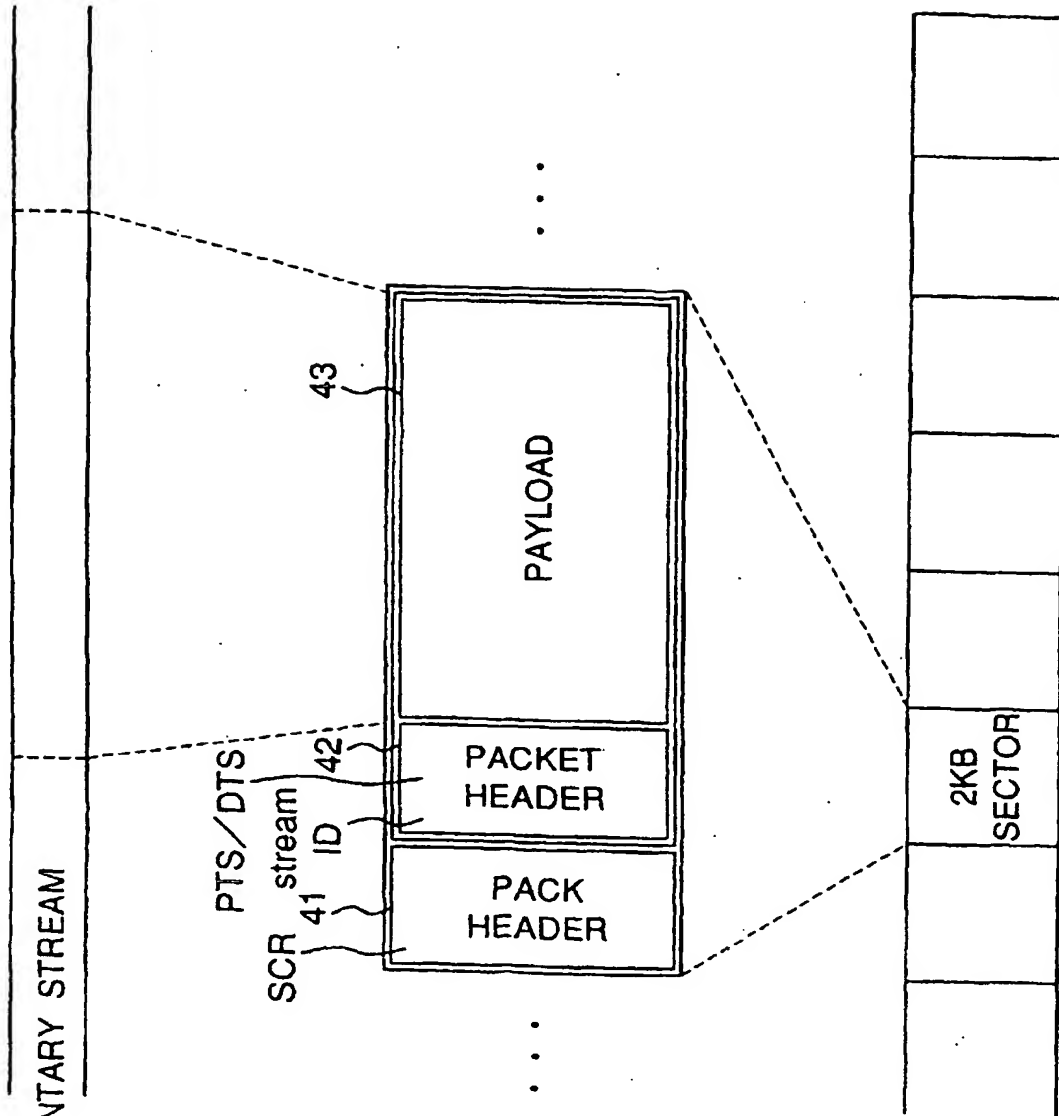 NTARY STREAM
PTS/DTS
stream
ID
SCR
41
42
43
PACK
HEADER
PACKET
HEADER
PAYLOAD
2KB
SECTOR